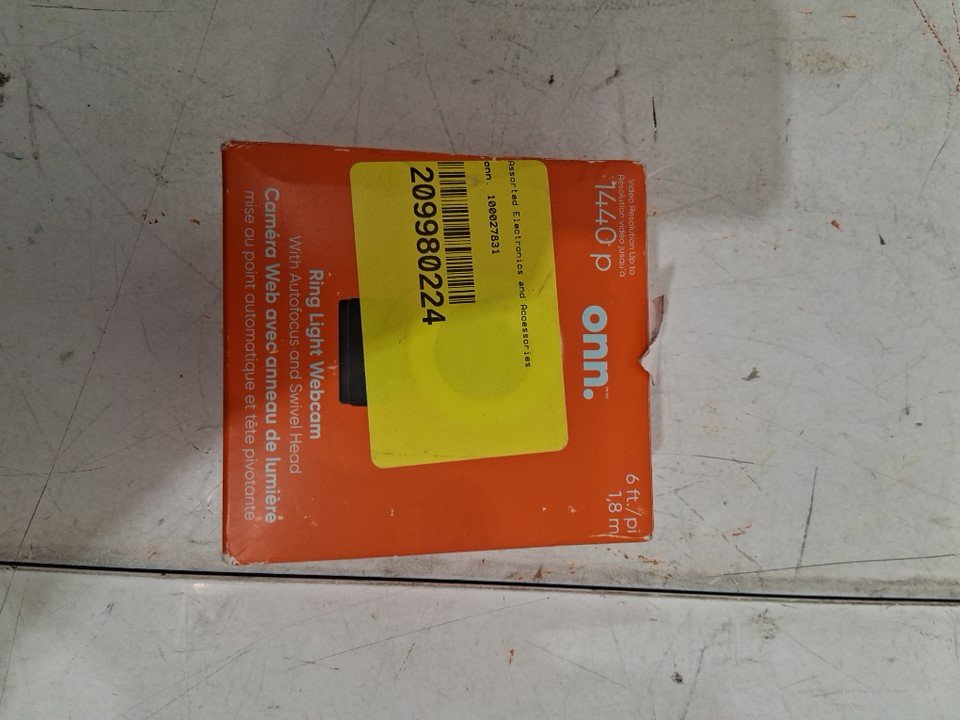 Video Resolution Up to
Résolution vidéo jusqu'à
1440 p
onn.
6 ft./pi
1,8 m
Assorted Electronics and Accessories
onn. 100027831
2099980224
Ring Light Webcam
With Autofocus and Swivel Head
Caméra Web avec anneau de lumière
mise au point automatique et tête pivotante